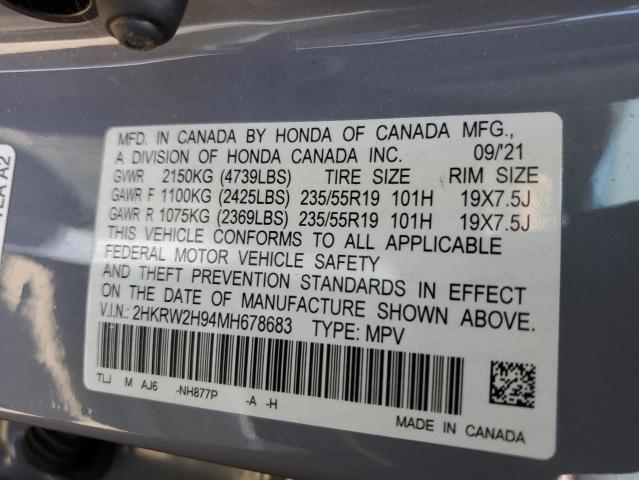 MFD. IN CANADA BY HONDA OF CANADA MFG.,
A DIVISION OF HONDA CANADA INC. 09/'21
GVWR 2150KG (4739LBS) TIRE SIZE RIM SIZE
GAWR F 1100KG (2425LBS) 235/55R19 101H 19X7.5J
GAWR R 1075KG (2369LBS) 235/55R19 101H 19X7.5J
THIS VEHICLE CONFORMS TO ALL APPLICABLE
FEDERAL MOTOR VEHICLE SAFETY
AND THEFT PREVENTION STANDARDS IN EFFECT
ON THE DATE OF MANUFACTURE SHOWN ABOVE.
V.I.N.: 2HKRW2H94MH678683 TYPE: MPV
TLJ M AJ6 -NH877P -A -H
MADE IN CANADA